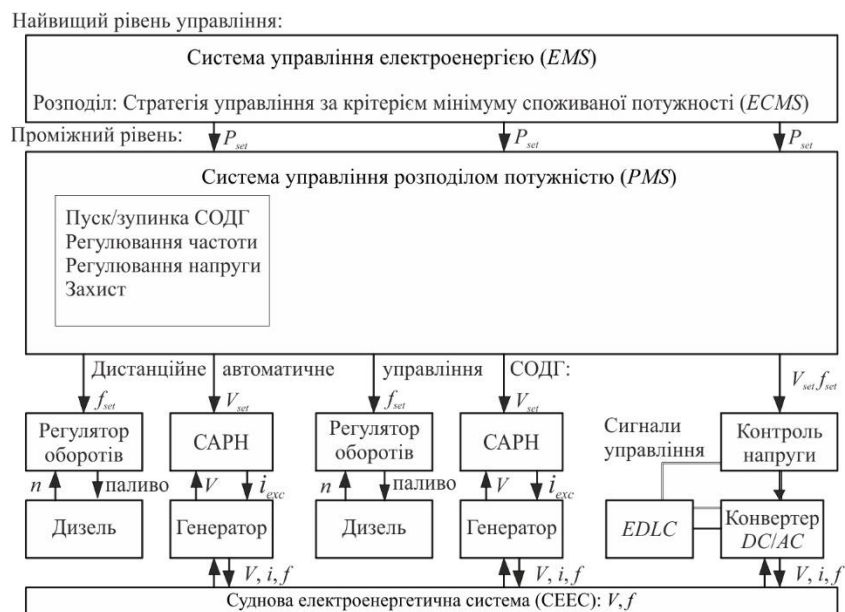 Найвищий рівень управління:
Система управління електроенергією (EMS)
Розподіл: Стратегія управління за крітерієм мінімуму споживаної потужності (ECMS)
Проміжний рівень:
P_set P_set P_set
Система управління розподілом потужністю (PMS)
Пуск/зупинка СОДГ
Регулювання частоти
Регулювання напруги
Захист
Дистанційне автоматичне управління СОДГ:
f_set V_set f_set V_set V_set f_set
Регулятор оборотів
САРН
Регулятор оборотів
САРН
Сигнали управління
Контроль напруги
n паливо V i_exc n паливо V i_exc
Дизель Генератор Дизель Генератор EDLC Конвертер DC/AC
V, i, f V, i, f V, i, f
Суднова електроенергетична система (СЕЕС): V, f